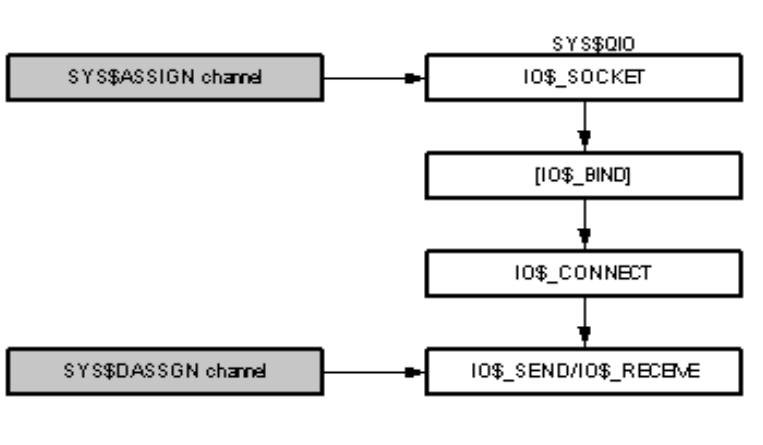 SYS$QIO
SYS$ASSIGN channel
IO$_SOCKET
[IO$_BIND]
IO$_CONNECT
SYS$DASSGN channel
IO$_SEND/IO$_RECEIVE